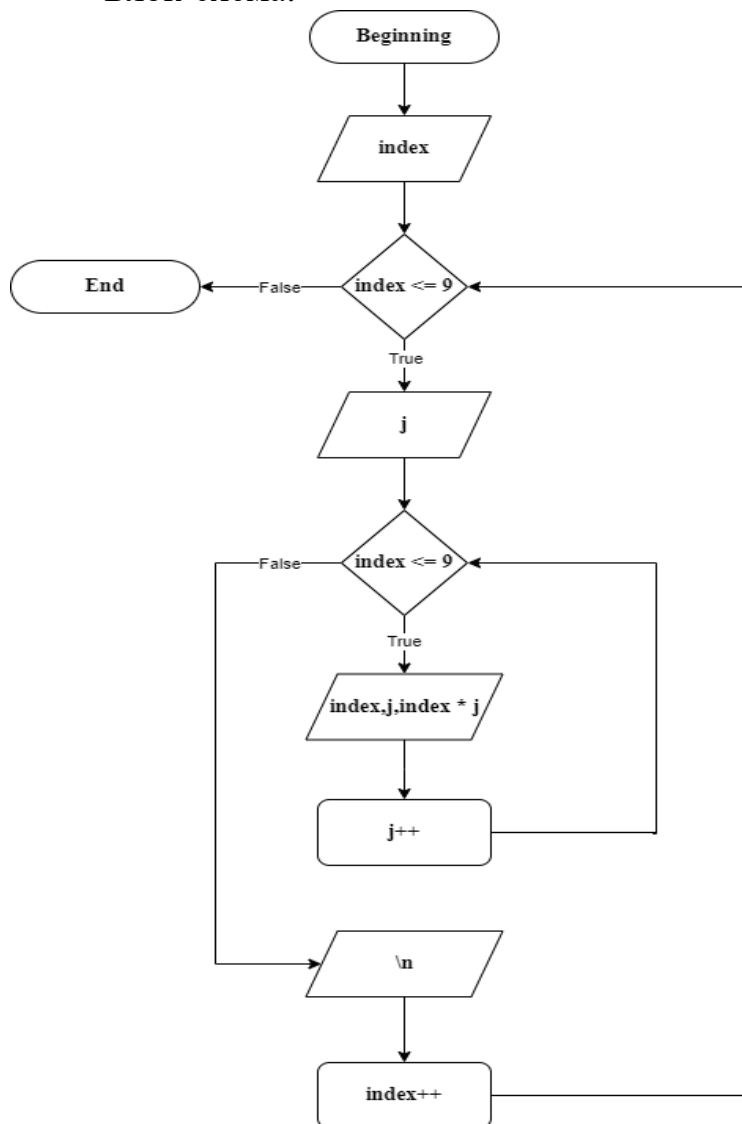 Beginning
index
index <= 9
End
False
True
j
index <= 9
False
True
index,j,index * j
j++
\n
index++